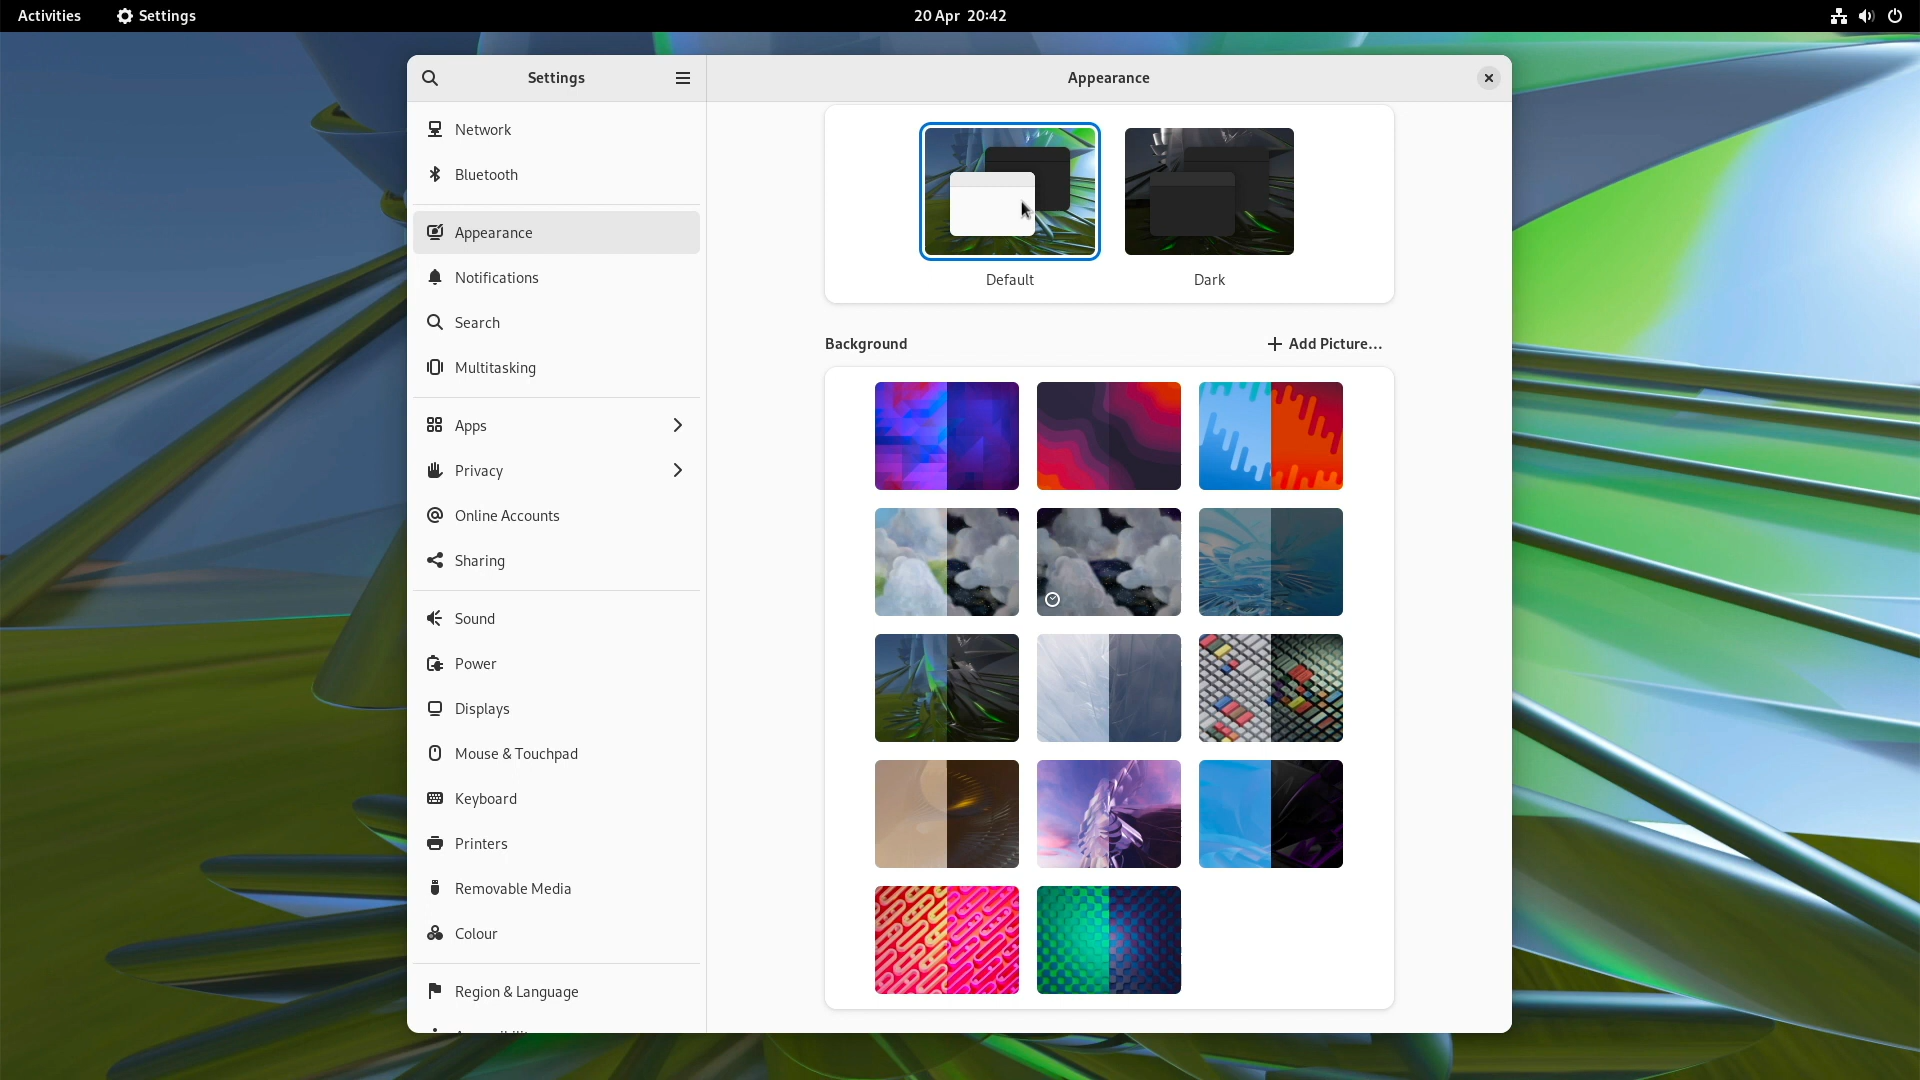 Activities
Settings
20 Apr 20:42
Settings
Appearance
Network
Bluetooth
Appearance
Notifications
Search
Multitasking
Apps
Privacy
Online Accounts
Sharing
Sound
Power
Displays
Mouse & Touchpad
Keyboard
Printers
Removable Media
Colour
Region & Language
Default
Dark
Background
Add Picture…